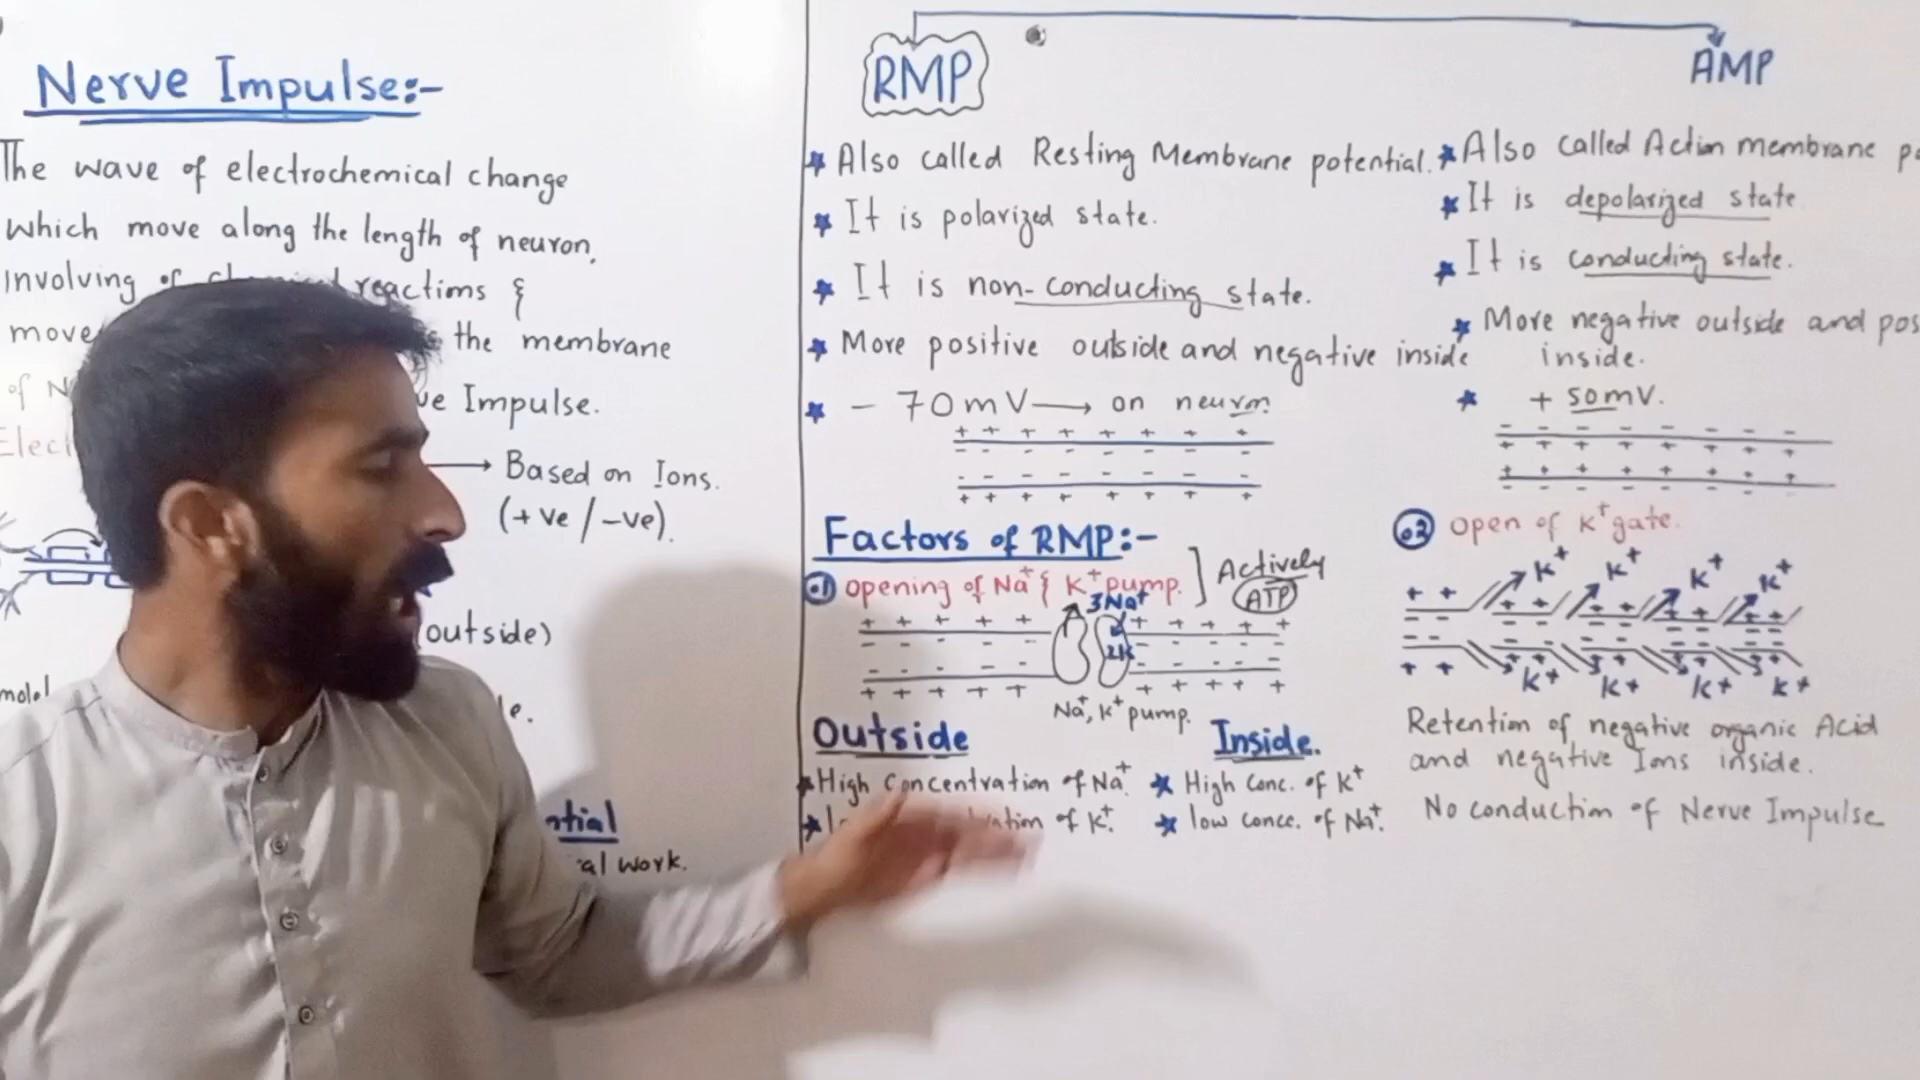 Nerve Impulse:-
The wave of electrochemical change
which move along the length of neuron,
Involving of reactions &
move the membrane
of N Impulse.
Elec
→ Based on Ions.
(+ve / -ve).
(outside)
al work.
RMP
* Also called Resting Membrane potential.
* It is polarized state.
* It is non-conducting state.
* More positive outside and negative inside
* - 70mV → on neuron
+ + + + + + + +
- - - - - - - -
- - - - - - - -
+ + + + + + + +
Factors of RMP:-
01 opening of Na+ & K+ pump. ] Actively
ATP
3Na+
+ + + + + + + + + +
- - - - - - - - -
2K
- - - - - - - -
+ + + + + + + + + +
Na+, K+ pump.
Outside
* High Concentration of Na+
* of K+.
Inside.
* High Conc. of K+
* low conce. of Na+.
AMP
* Also called Action membrane
* It is depolarized state
* It is conducting state.
* More negative outside and
inside.
* + 50mV.
- - - - - - - -
+ + + + + + + +
+ + + + + + + +
- - - - - - - -
02 open of K+ gate.
K+ K+ K+ K+
K+ K+ K+ K+
Retention of negative organic Acid
and negative Ions inside.
No conduction of Nerve Impulse